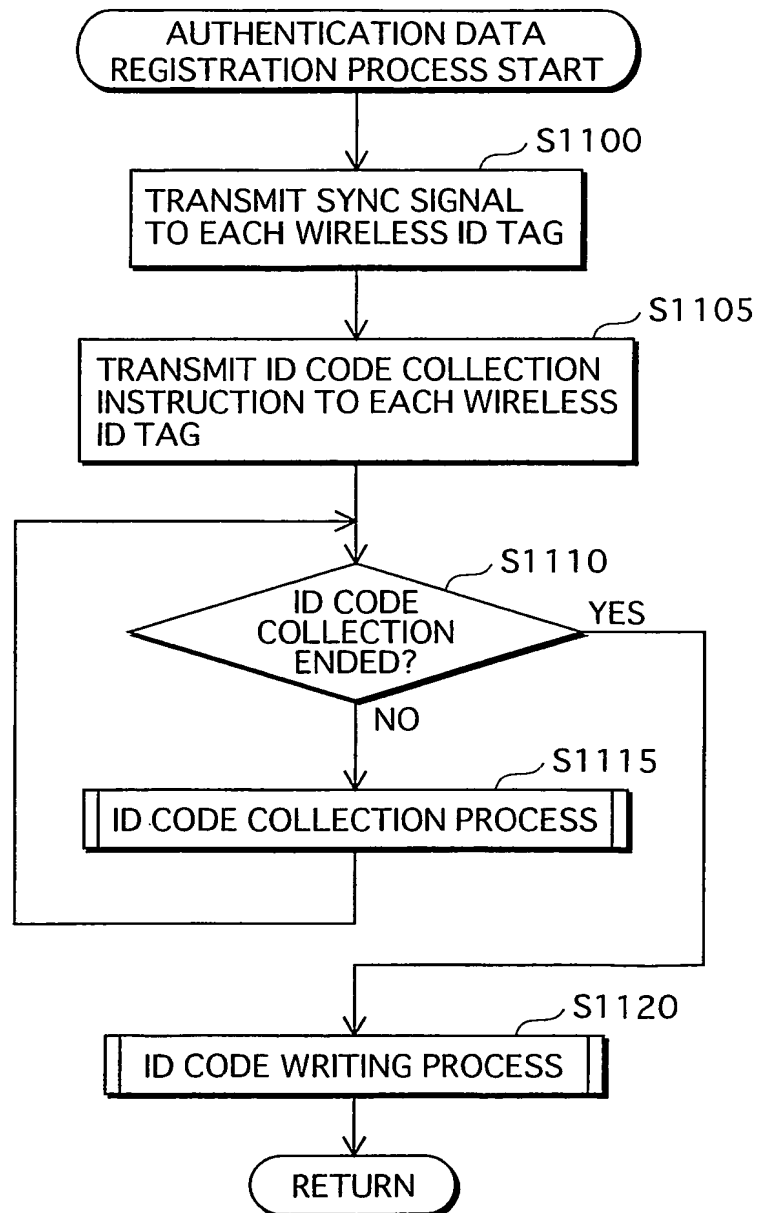 AUTHENTICATION DATA
REGISTRATION PROCESS START
S1100
TRANSMIT SYNC SIGNAL
TO EACH WIRELESS ID TAG
S1105
TRANSMIT ID CODE COLLECTION
INSTRUCTION TO EACH WIRELESS
ID TAG
S1110
ID CODE
COLLECTION
ENDED?
YES
NO
S1115
ID CODE COLLECTION PROCESS
S1120
ID CODE WRITING PROCESS
RETURN